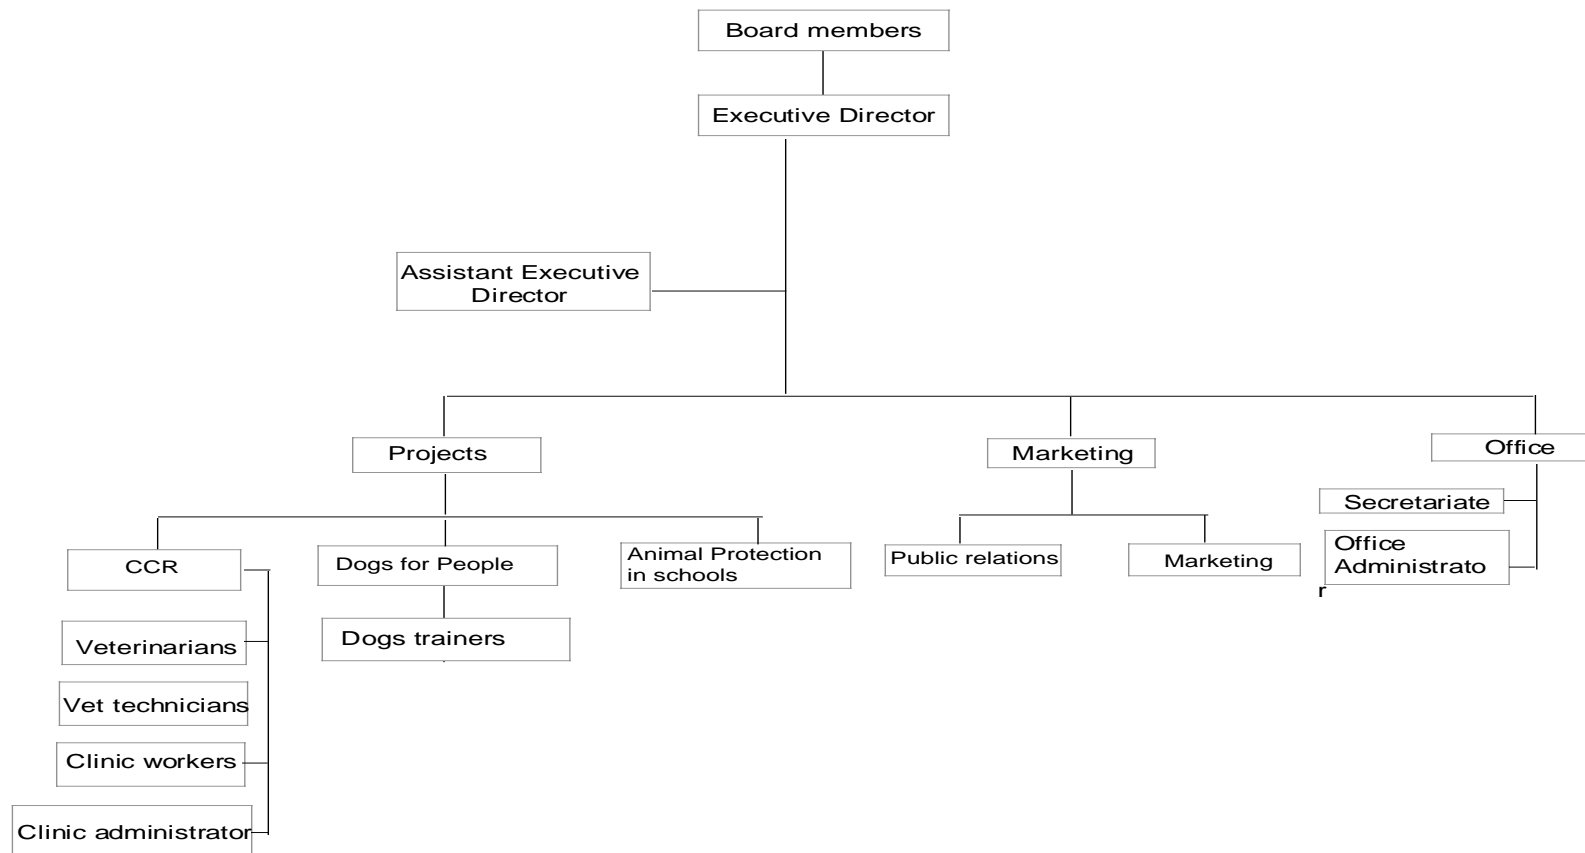 Board members
Executive Director
Assistant Executive
Director
Projects
Marketing
Office
CCR
Dogs for People
Animal Protection
in schools
Public relations
Marketing
Secretariate
Office
Administrato
r
Veterinarians
Dogs trainers
Vet technicians
Clinic workers
Clinic administrator